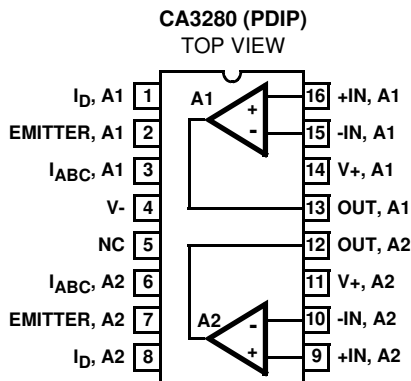 CA3280 (PDIP)
TOP VIEW
I_D, A1 1 A1 + 16 +IN, A1
EMITTER, A1 2 - 15 -IN, A1
I_ABC, A1 3 14 V+, A1
V- 4 13 OUT, A1
NC 5 12 OUT, A2
I_ABC, A2 6 11 V+, A2
EMITTER, A2 7 A2 - 10 -IN, A2
I_D, A2 8 + 9 +IN, A2